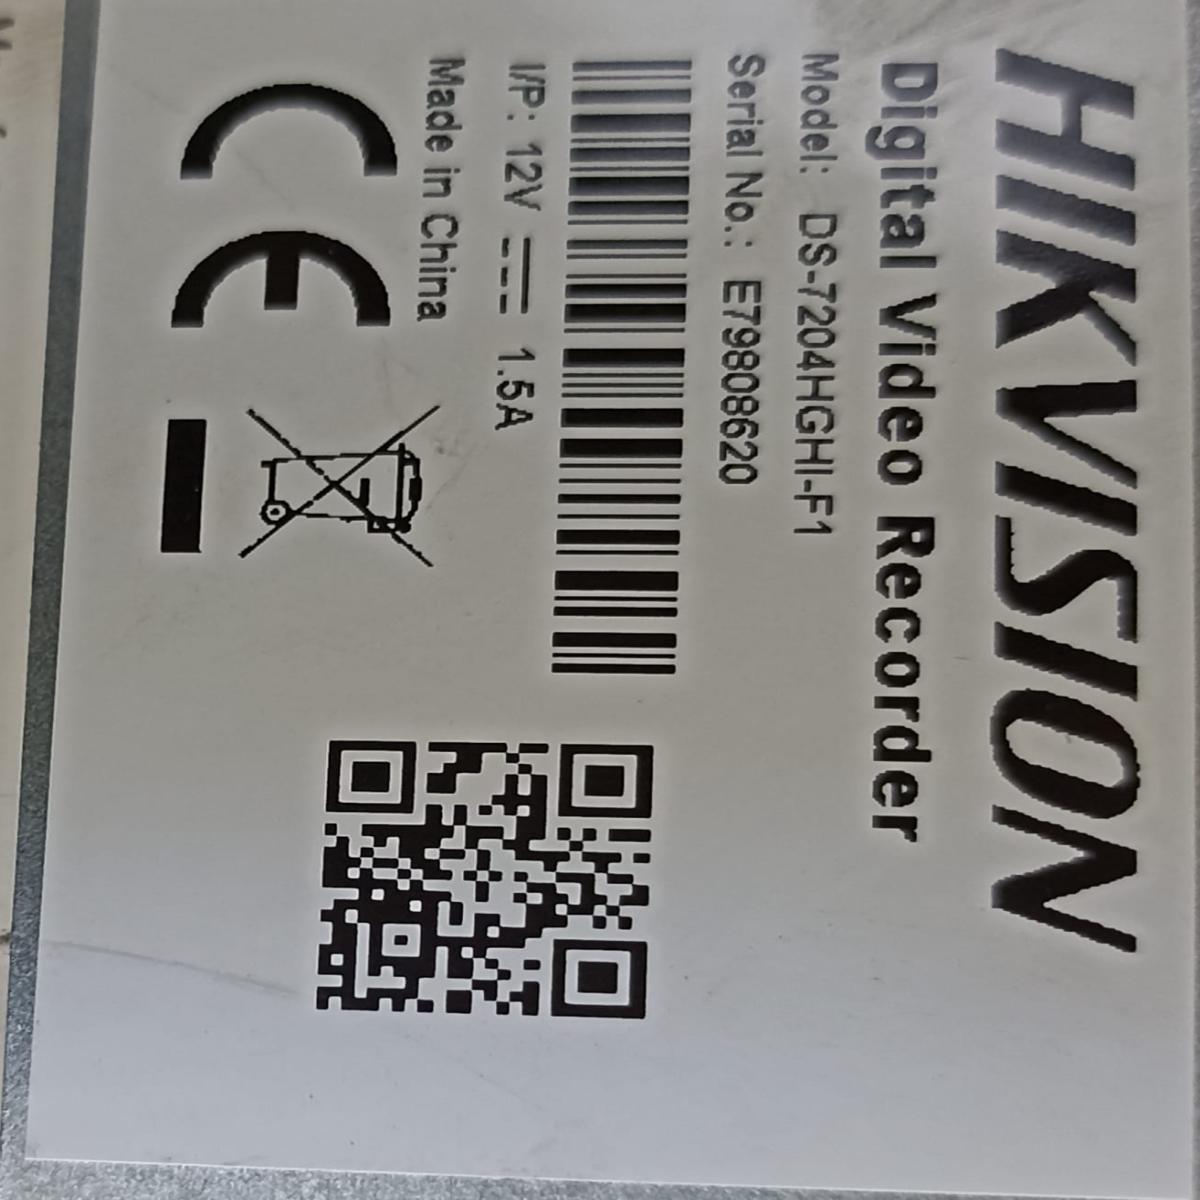 HIKVISION
Digital Video Recorder
Model: DS-7204HGHI-F1
Serial No.: E79808620
I/P: 12V ⎓ 1.5A
Made in China
CE